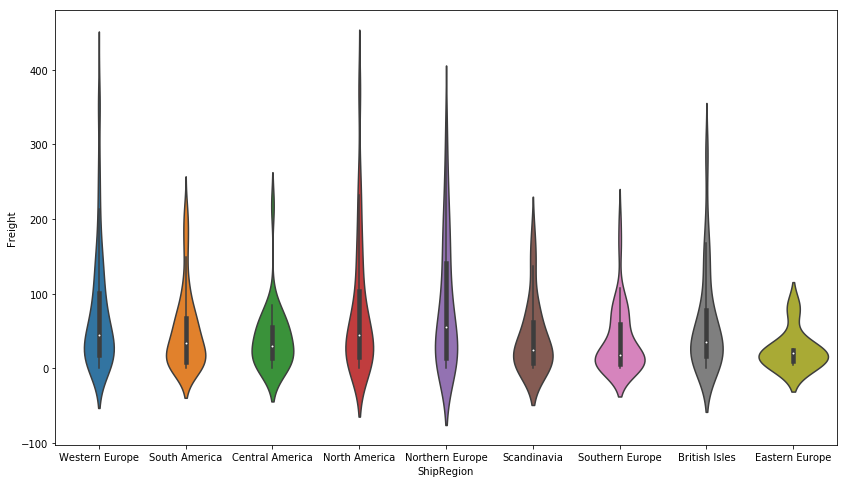 400
300
200
100
0
−100
Freight
Western Europe South America Central America North America Northern Europe Scandinavia Southern Europe British Isles Eastern Europe
ShipRegion